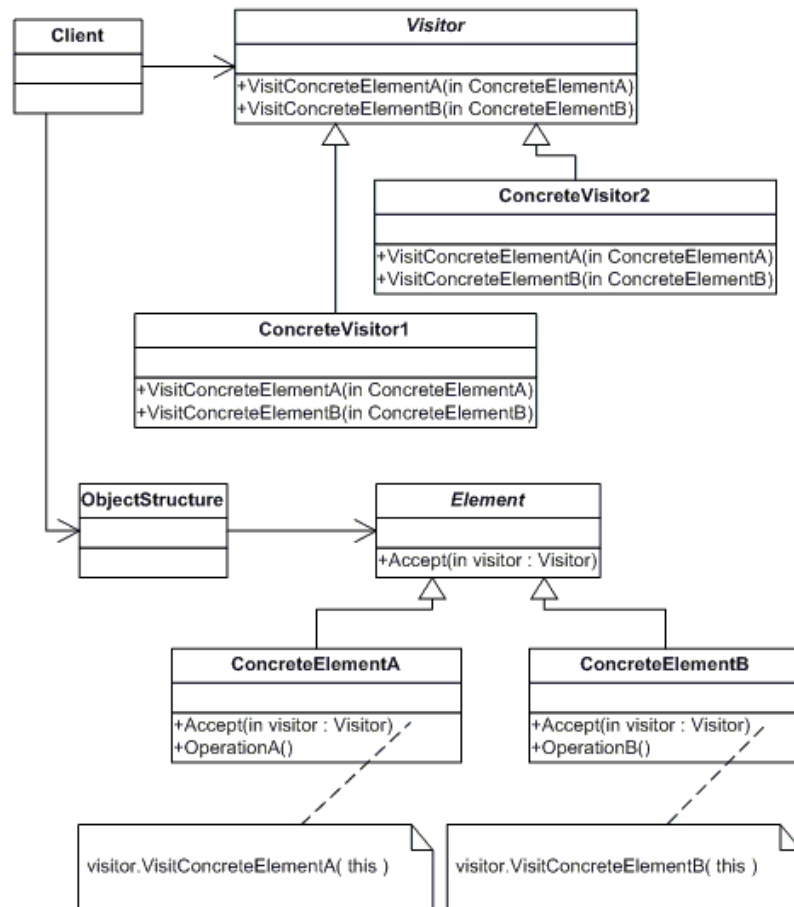 Client
Visitor
+VisitConcreteElementA(in ConcreteElementA)
+VisitConcreteElementB(in ConcreteElementB)
ConcreteVisitor2
+VisitConcreteElementA(in ConcreteElementA)
+VisitConcreteElementB(in ConcreteElementB)
ConcreteVisitor1
+VisitConcreteElementA(in ConcreteElementA)
+VisitConcreteElementB(in ConcreteElementB)
ObjectStructure
Element
+Accept(in visitor : Visitor)
ConcreteElementA
+Accept(in visitor : Visitor)
+OperationA()
ConcreteElementB
+Accept(in visitor : Visitor)
+OperationB()
visitor.VisitConcreteElementA( this )
visitor.VisitConcreteElementB( this )